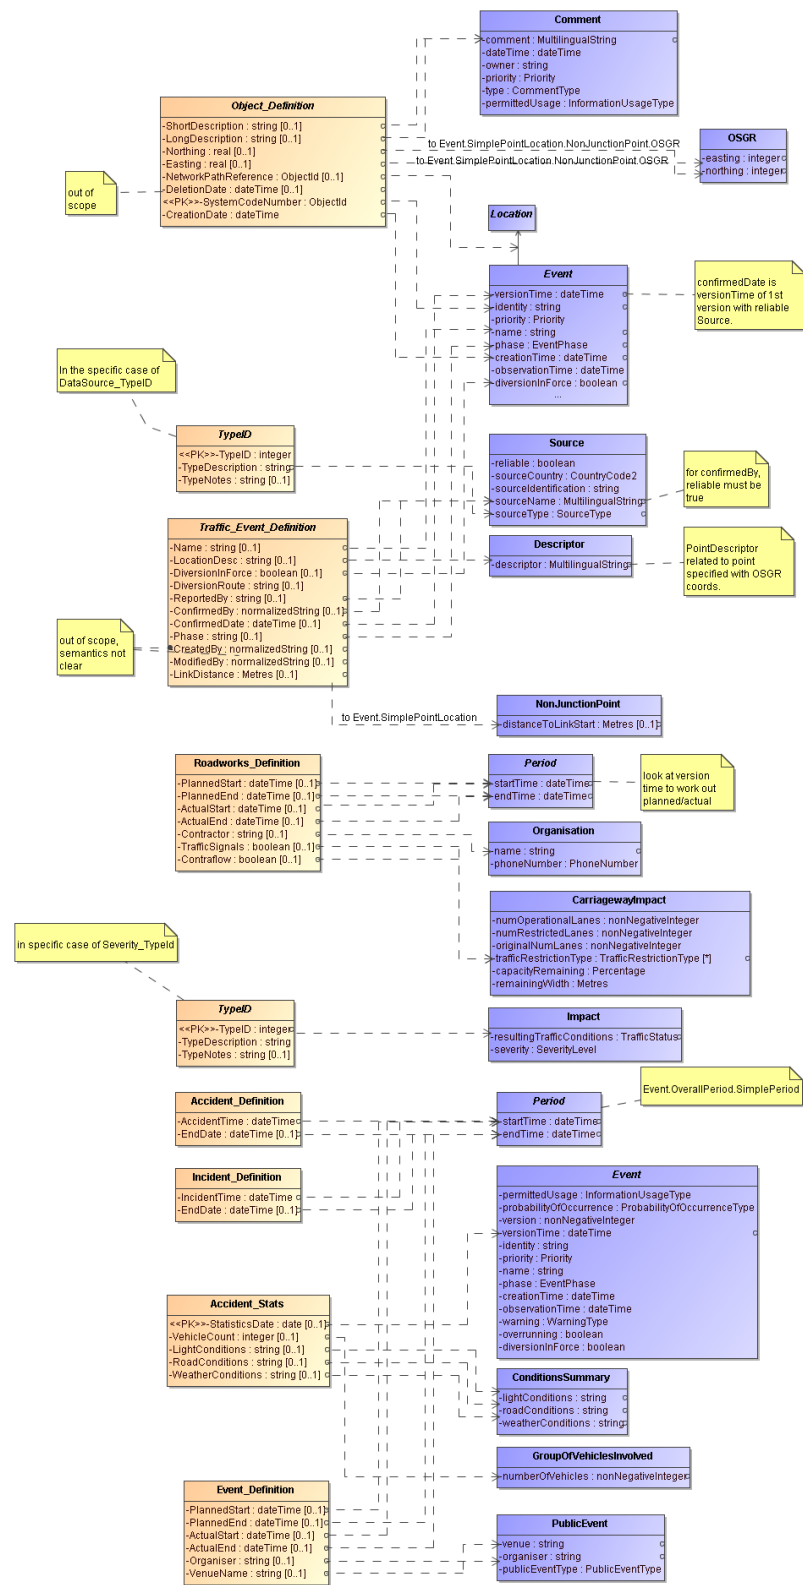 Comment
-comment : MultilingualString
-dateTime : dateTime
-owner : string
-priority : Priority
-type : CommentType
-permittedUsage : InformationUsageType
Object_Definition
-ShortDescription : string [0..1]
-LongDescription : string [0..1]
-Northing : real [0..1]
-Easting : real [0..1]
-NetworkPathReference : ObjectId [0..1]
-DeletionDate : dateTime [0..1]
<<PK>>-SystemCodeNumber : ObjectId
-CreationDate : dateTime
to Event.SimplePointLocation.NonJunctionPoint.OSGR
to Event.SimplePointLocation.NonJunctionPoint.OSGR
OSGR
-easting : integer
-northing : integer
out of
scope
Location
Event
-versionTime : dateTime
-identity : string
-priority : Priority
-name : string
-phase : EventPhase
-creationTime : dateTime
-observationTime : dateTime
-diversionInForce : boolean
...
confirmedDate is
versionTime of 1st
version with reliable
Source.
In the specific case of
DataSource_TypeID
TypeID
<<PK>>-TypeID : integer
-TypeDescription : string
-TypeNotes : string [0..1]
Source
-reliable : boolean
-sourceCountry : CountryCode2
-sourceIdentification : string
-sourceName : MultilingualString
-sourceType : SourceType
for confirmedBy,
reliable must be
true
Traffic_Event_Definition
-Name : string [0..1]
-LocationDesc : string [0..1]
-DiversionInForce : boolean [0..1]
-DiversionRoute : string [0..1]
-ReportedBy : string [0..1]
-ConfirmedBy : normalizedString [0..1]
-ConfirmedDate : dateTime [0..1]
-Phase : string [0..1]
-CreatedBy : normalizedString [0..1]
-ModifiedBy : normalizedString [0..1]
-LinkDistance : Metres [0..1]
Descriptor
-descriptor : MultilingualString
PointDescriptor
related to point
specified with OSGR
coords.
out of scope,
semantics not
clear
to Event.SimplePointLocation
NonJunctionPoint
-distanceToLinkStart : Metres [0..1]
Roadworks_Definition
-PlannedStart : dateTime [0..1]
-PlannedEnd : dateTime [0..1]
-ActualStart : dateTime [0..1]
-ActualEnd : dateTime [0..1]
-Contractor : string [0..1]
-TrafficSignals : boolean [0..1]
-Contraflow : boolean [0..1]
Period
-startTime : dateTime
-endTime : dateTime
look at version
time to work out
planned/actual
Organisation
-name : string
-phoneNumber : PhoneNumber
CarriagewayImpact
-numOperationalLanes : nonNegativeInteger
-numRestrictedLanes : nonNegativeInteger
-originalNumLanes : nonNegativeInteger
-trafficRestrictionType : TrafficRestrictionType [*]
-capacityRemaining : Percentage
-remainingWidth : Metres
in specific case of Severity_TypeId
TypeID
<<PK>>-TypeID : integer
-TypeDescription : string
-TypeNotes : string [0..1]
Impact
-resultingTrafficConditions : TrafficStatus
-severity : SeverityLevel
Event.OverallPeriod.SimplePeriod
Accident_Definition
-AccidentTime : dateTime
-EndDate : dateTime [0..1]
Period
-startTime : dateTime
-endTime : dateTime
Incident_Definition
-IncidentTime : dateTime
-EndDate : dateTime [0..1]
Event
-permittedUsage : InformationUsageType
-probabilityOfOccurrence : ProbabilityOfOccurrenceType
-version : nonNegativeInteger
-versionTime : dateTime
-identity : string
-priority : Priority
-name : string
-phase : EventPhase
-creationTime : dateTime
-observationTime : dateTime
-warning : WarningType
-overrunning : boolean
-diversionInForce : boolean
Accident_Stats
<<PK>>-StatisticsDate : date [0..1]
-VehicleCount : integer [0..1]
-LightConditions : string [0..1]
-RoadConditions : string [0..1]
-WeatherConditions : string [0..1]
ConditionsSummary
-lightConditions : string
-roadConditions : string
-weatherConditions : string
GroupOfVehiclesInvolved
-numberOfVehicles : nonNegativeInteger
Event_Definition
-PlannedStart : dateTime [0..1]
-PlannedEnd : dateTime [0..1]
-ActualStart : dateTime [0..1]
-ActualEnd : dateTime [0..1]
-Organiser : string [0..1]
-VenueName : string [0..1]
PublicEvent
-venue : string
-organiser : string
-publicEventType : PublicEventType